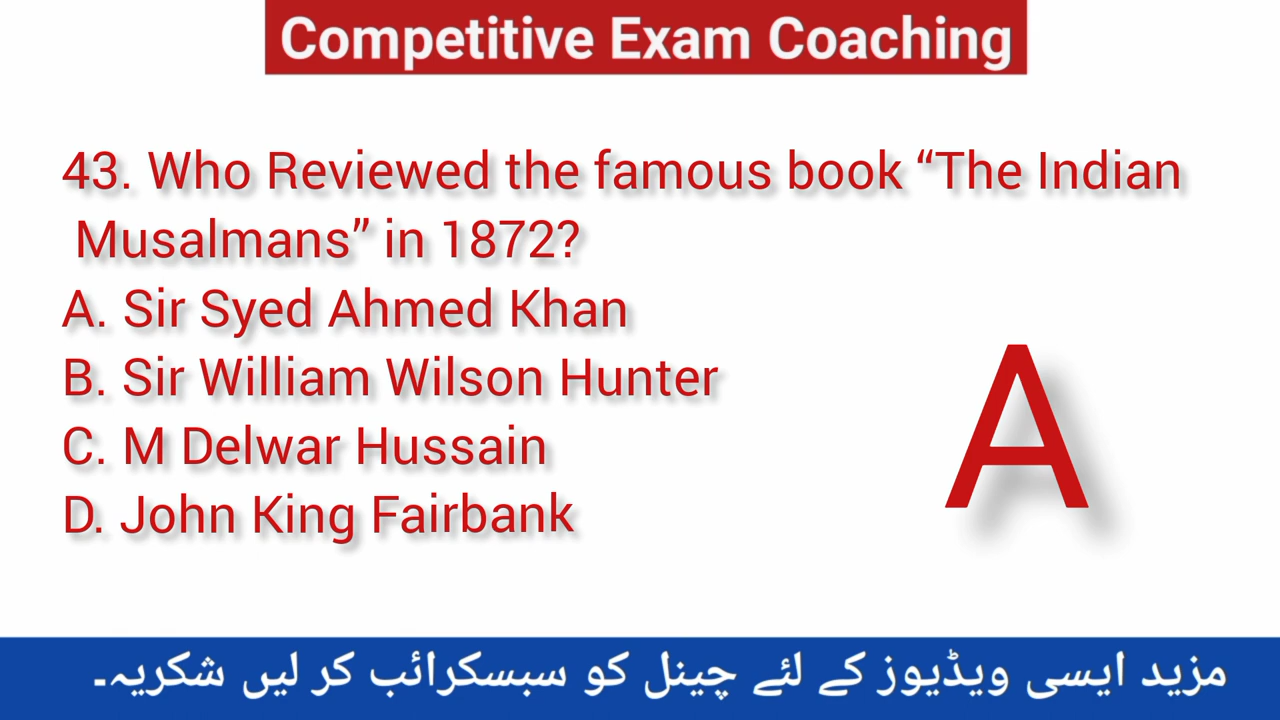 Competitive Exam Coaching
43. Who Reviewed the famous book “The Indian
Musalmans” in 1872?
A. Sir Syed Ahmed Khan
B. Sir William Wilson Hunter
C. M Delwar Hussain
D. John King Fairbank
A
مزید ایسی ویڈیوز کے لئے چینل کو سبسکرائب کر لیں شکریہ۔